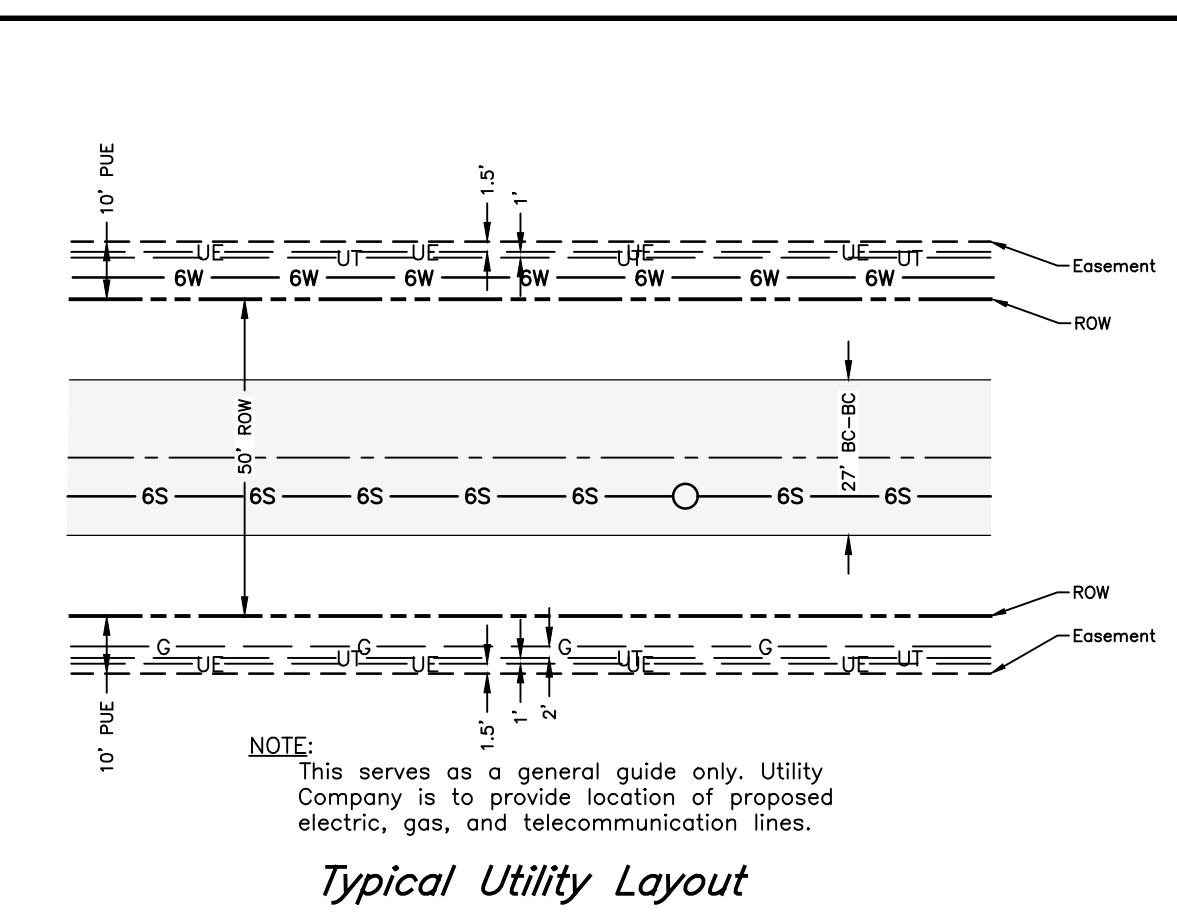 10' PUE
1.5'
1'
UE UT UE UT UE UE UT
Easement
6W 6W 6W 6W 6W 6W 6W
ROW
50' ROW
27' BC-BC
6S 6S 6S 6S 6S 6S 6S
ROW
G G G G
Easement
UE UT UE UT UE UE UT
10' PUE
1.5'
1'
2'
NOTE:
This serves as a general guide only. Utility
Company is to provide location of proposed
electric, gas, and telecommunication lines.
Typical Utility Layout